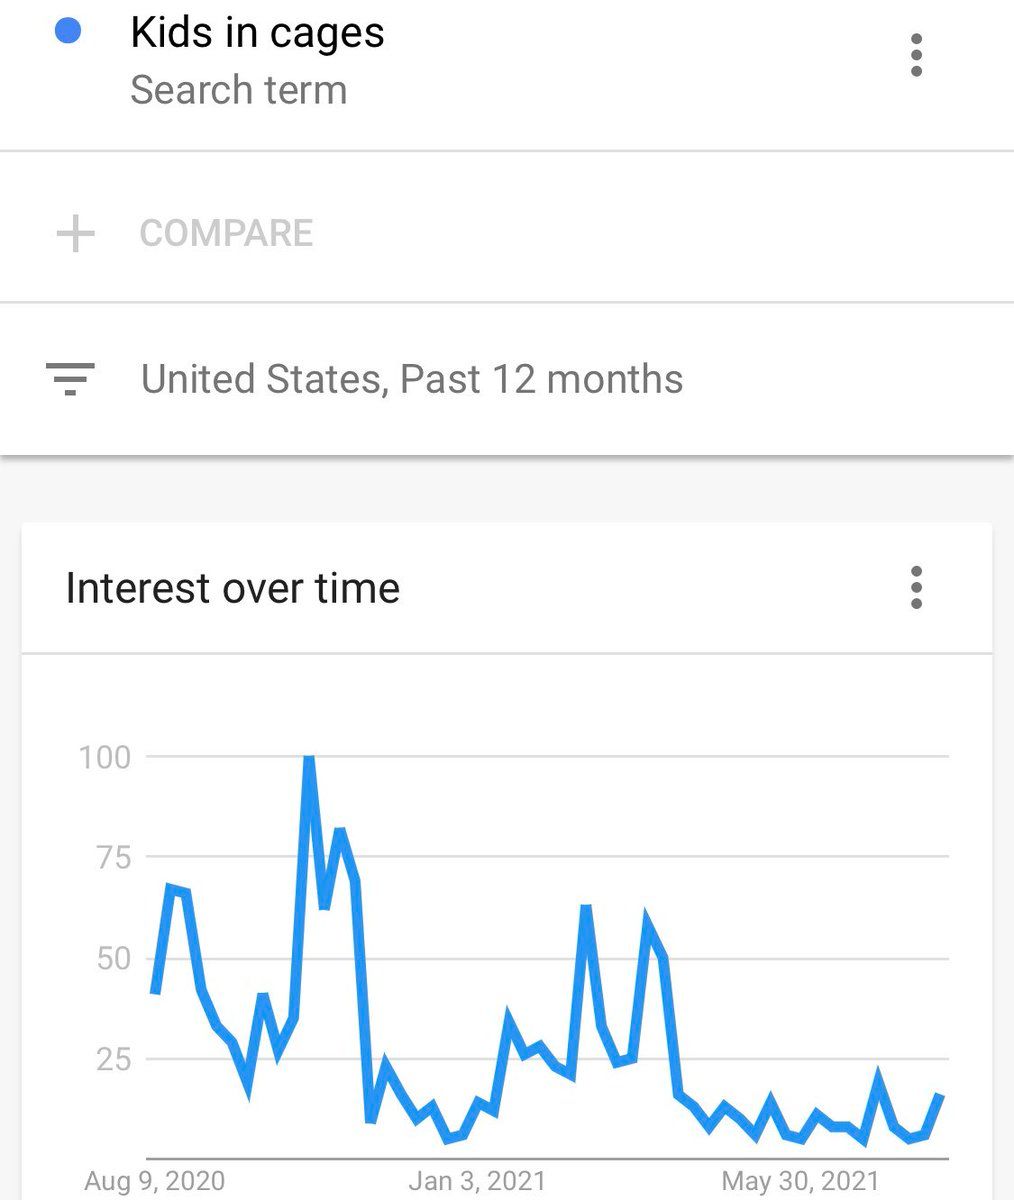 Kids in cages
Search term
COMPARE
United States, Past 12 months
Interest over time
100
75
50
25
Aug 9, 2020
Jan 3, 2021
May 30, 2021